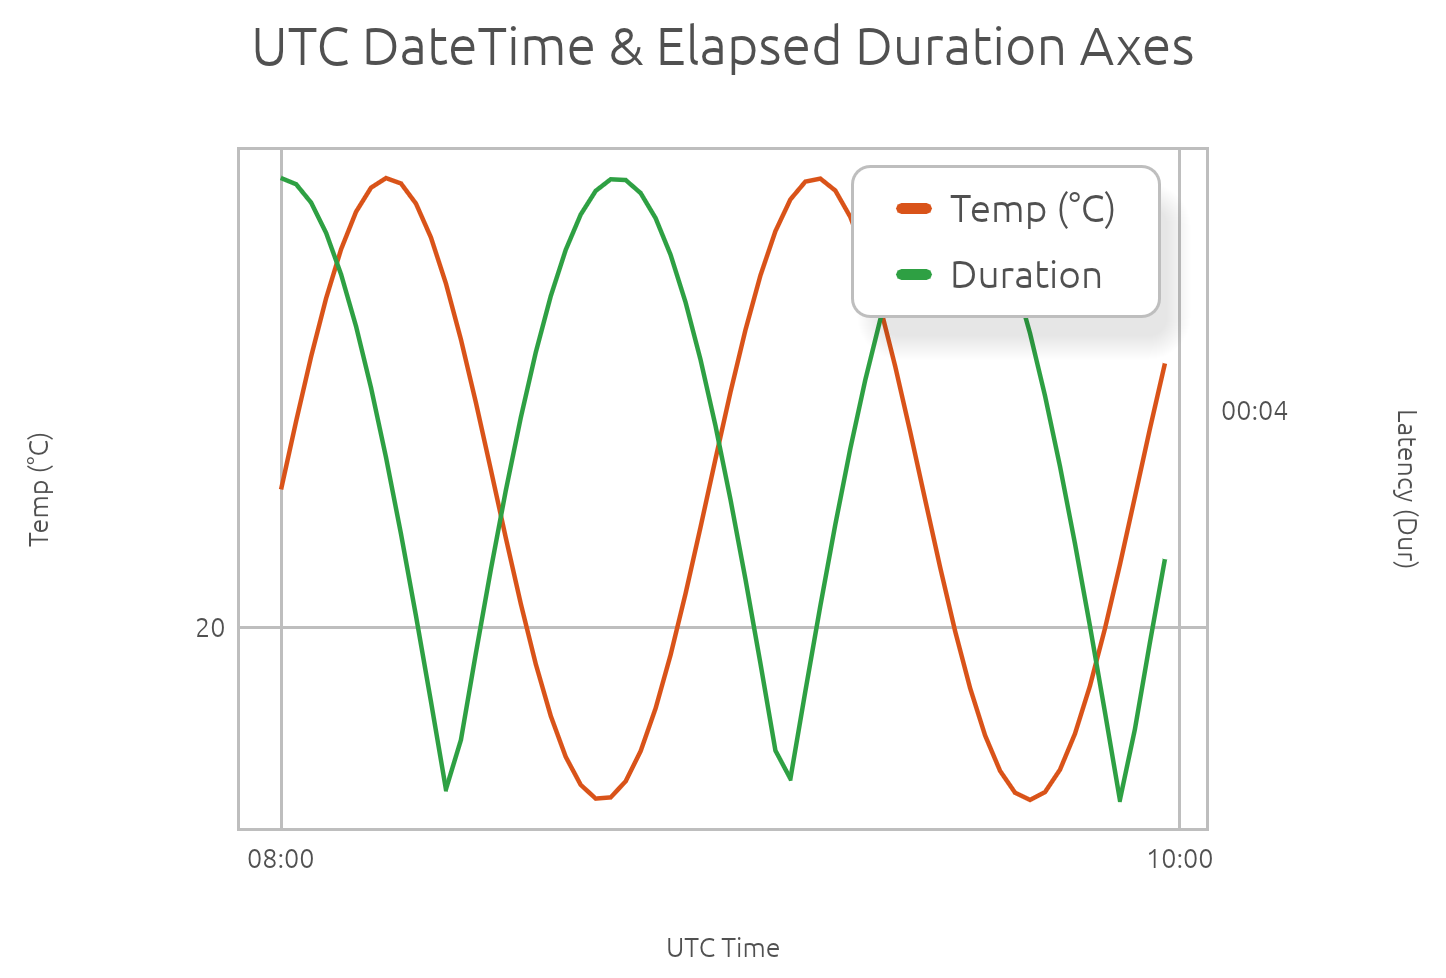 UTC DateTime & Elapsed Duration Axes
Temp (°C)
Duration
Temp (°C)
20
00:04
Latency (Dur)
08:00
10:00
UTC Time